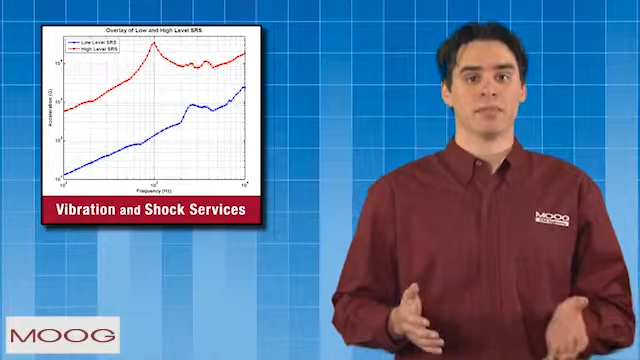 Overlay of Low and High Level SRS
Low Level SRS
High Level SRS
Acceleration (G)
Frequency (Hz)
Vibration and Shock Services
MOOG
MOOG